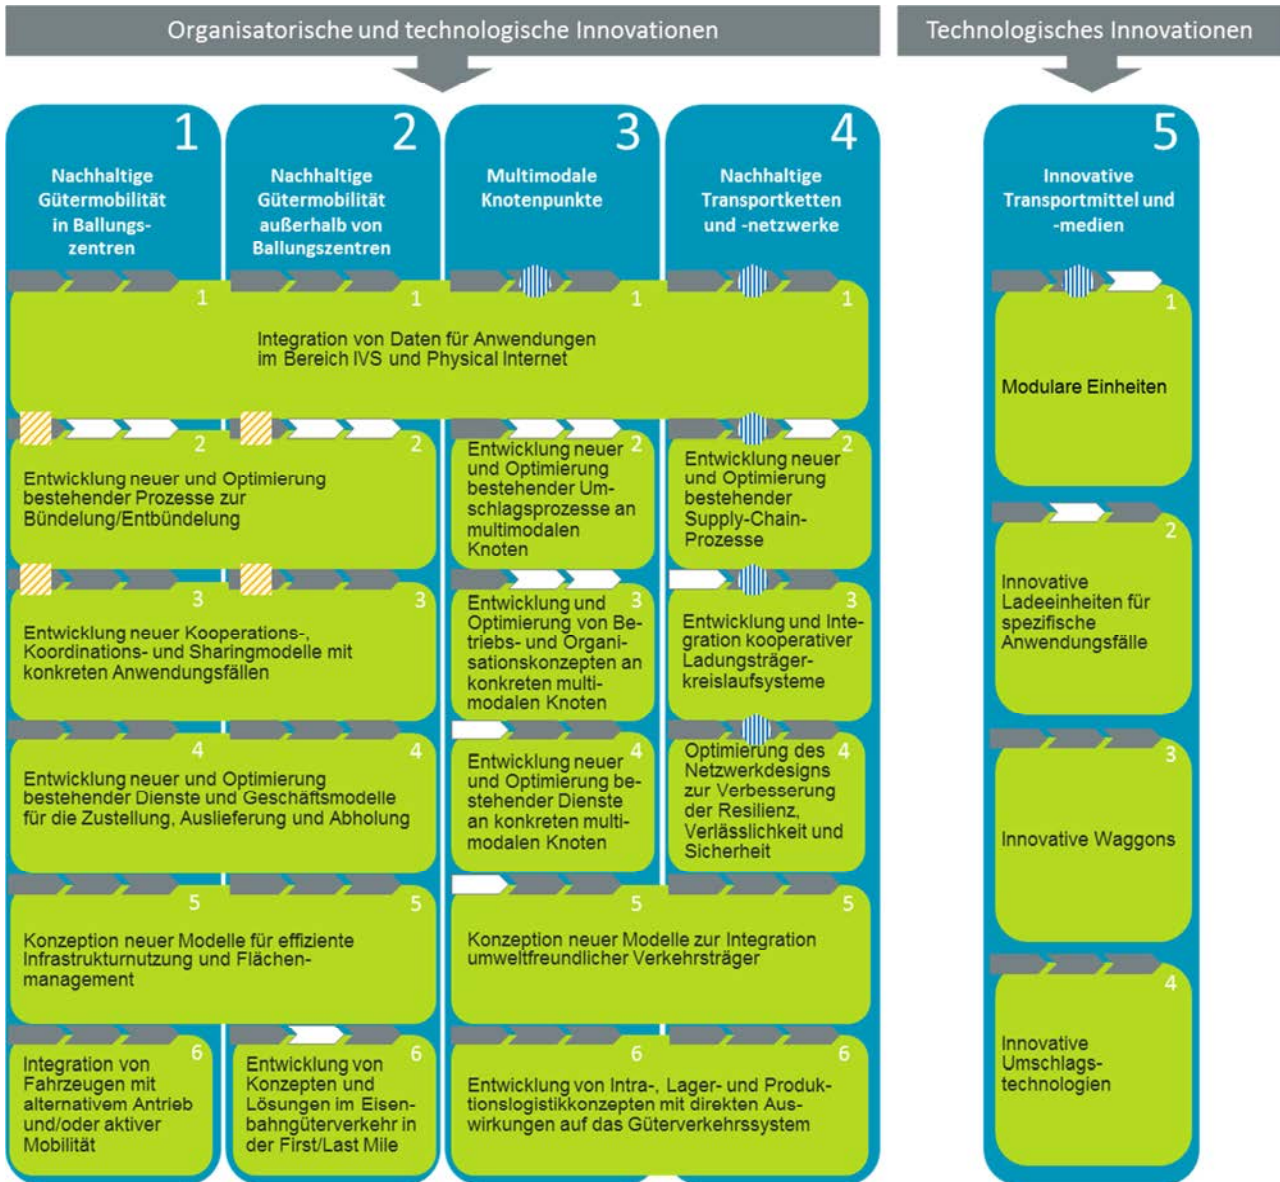 Organisatorische und technologische Innovationen
Technologisches Innovationen
1
Nachhaltige
Gütermobilität
in Ballungs-
zentren
2
Nachhaltige
Gütermobilität
außerhalb von
Ballungszentren
3
Multimodale
Knotenpunkte
4
Nachhaltige
Transportketten
und -netzwerke
5
Innovative
Transportmittel und
-medien
1
1
1
1
Integration von Daten für Anwendungen
im Bereich IVS und Physical Internet
2
2
Entwicklung neuer und Optimierung
bestehender Prozesse zur
Bündelung/Entbündelung
2
Entwicklung neuer
und Optimierung
bestehender Um-
schlagsprozesse an
multimodalen
Knoten
2
Entwicklung neuer
und Optimierung
bestehender
Supply-Chain-
Prozesse
3
3
Entwicklung neuer Kooperations-,
Koordinations- und Sharingmodelle mit
konkreten Anwendungsfällen
3
Entwicklung und
Optimierung von Be-
triebs- und Organi-
sationskonzepten an
konkreten multi-
modalen Knoten
3
Entwicklung und Inte-
gration kooperativer
Ladungsträger-
kreislaufsysteme
4
4
Entwicklung neuer und Optimierung
bestehender Dienste und Geschäftsmodelle
für die Zustellung, Auslieferung und Abholung
4
Entwicklung neuer
und Optimierung be-
stehender Dienste
an konkreten multi-
modalen Knoten
4
Optimierung des
Netzwerkdesigns
zur Verbesserung
der Resilienz,
Verlässlichkeit und
Sicherheit
5
5
Konzeption neuer Modelle für effiziente
Infrastrukturnutzung und Flächen-
management
5
5
Konzeption neuer Modelle zur Integration
umweltfreundlicher Verkehrsträger
6
Integration von
Fahrzeugen mit
alternativem Antrieb
und/oder aktiver
Mobilität
6
Entwicklung von
Konzepten und
Lösungen im Eisen-
bahngüterverkehr in
der First/Last Mile
6
6
Entwicklung von Intra-, Lager- und Produk-
tionslogistikkonzepten mit direkten Aus-
wirkungen auf das Güterverkehrssystem
1
Modulare Einheiten
2
Innovative
Ladeeinheiten für
spezifische
Anwendungsfälle
3
Innovative Waggons
4
Innovative
Umschlags-
technologien